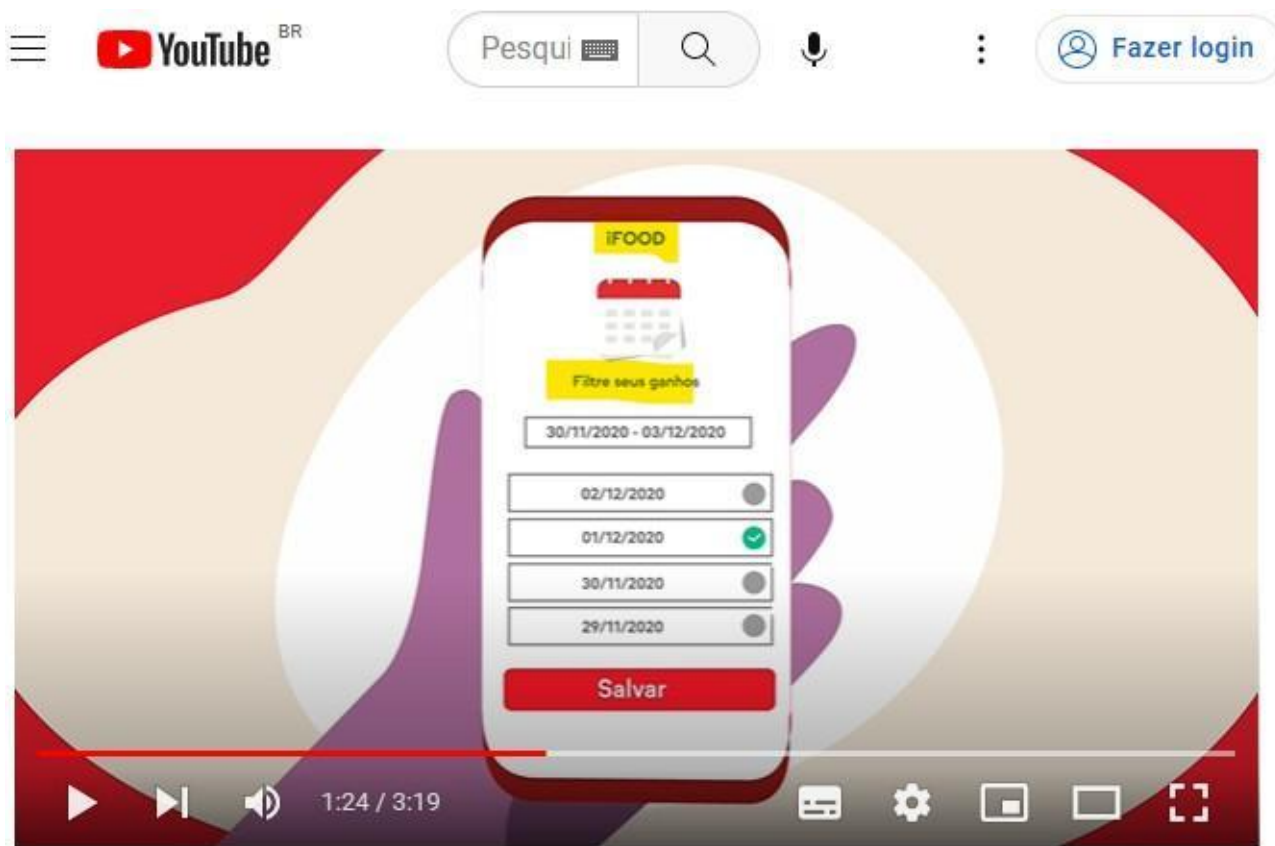 YouTube BR
Pesqui
Fazer login
iFOOD
Filtre seus ganhos
30/11/2020 - 03/12/2020
02/12/2020
01/12/2020
30/11/2020
29/11/2020
Salvar
1:24 / 3:19